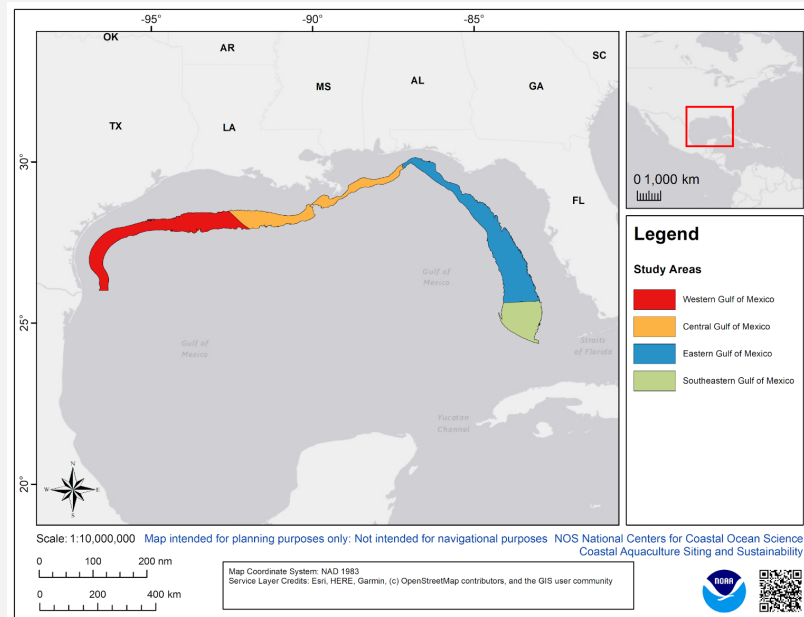 -95°
-90°
-85°
OK
AR
SC
MS
AL
GA
TX
LA
30°
FL
0 1,000 km
Legend
Study Areas
Western Gulf of Mexico
Central Gulf of Mexico
Eastern Gulf of Mexico
Southeastern Gulf of Mexico
Gulf of
Mexico
25°
Gulf of
Mexico
Straits
of Florida
Yucatan
Channel
20°
N
W
E
S
Scale: 1:10,000,000 Map intended for planning purposes only: Not intended for navigational purposes NOS National Centers for Coastal Ocean Science
Coastal Aquaculture Siting and Sustainability
0 100 200 nm
0 200 400 km
Map Coordinate System: NAD 1983
Service Layer Credits: Esri, HERE, Garmin, (c) OpenStreetMap contributors, and the GIS user community
NOAA